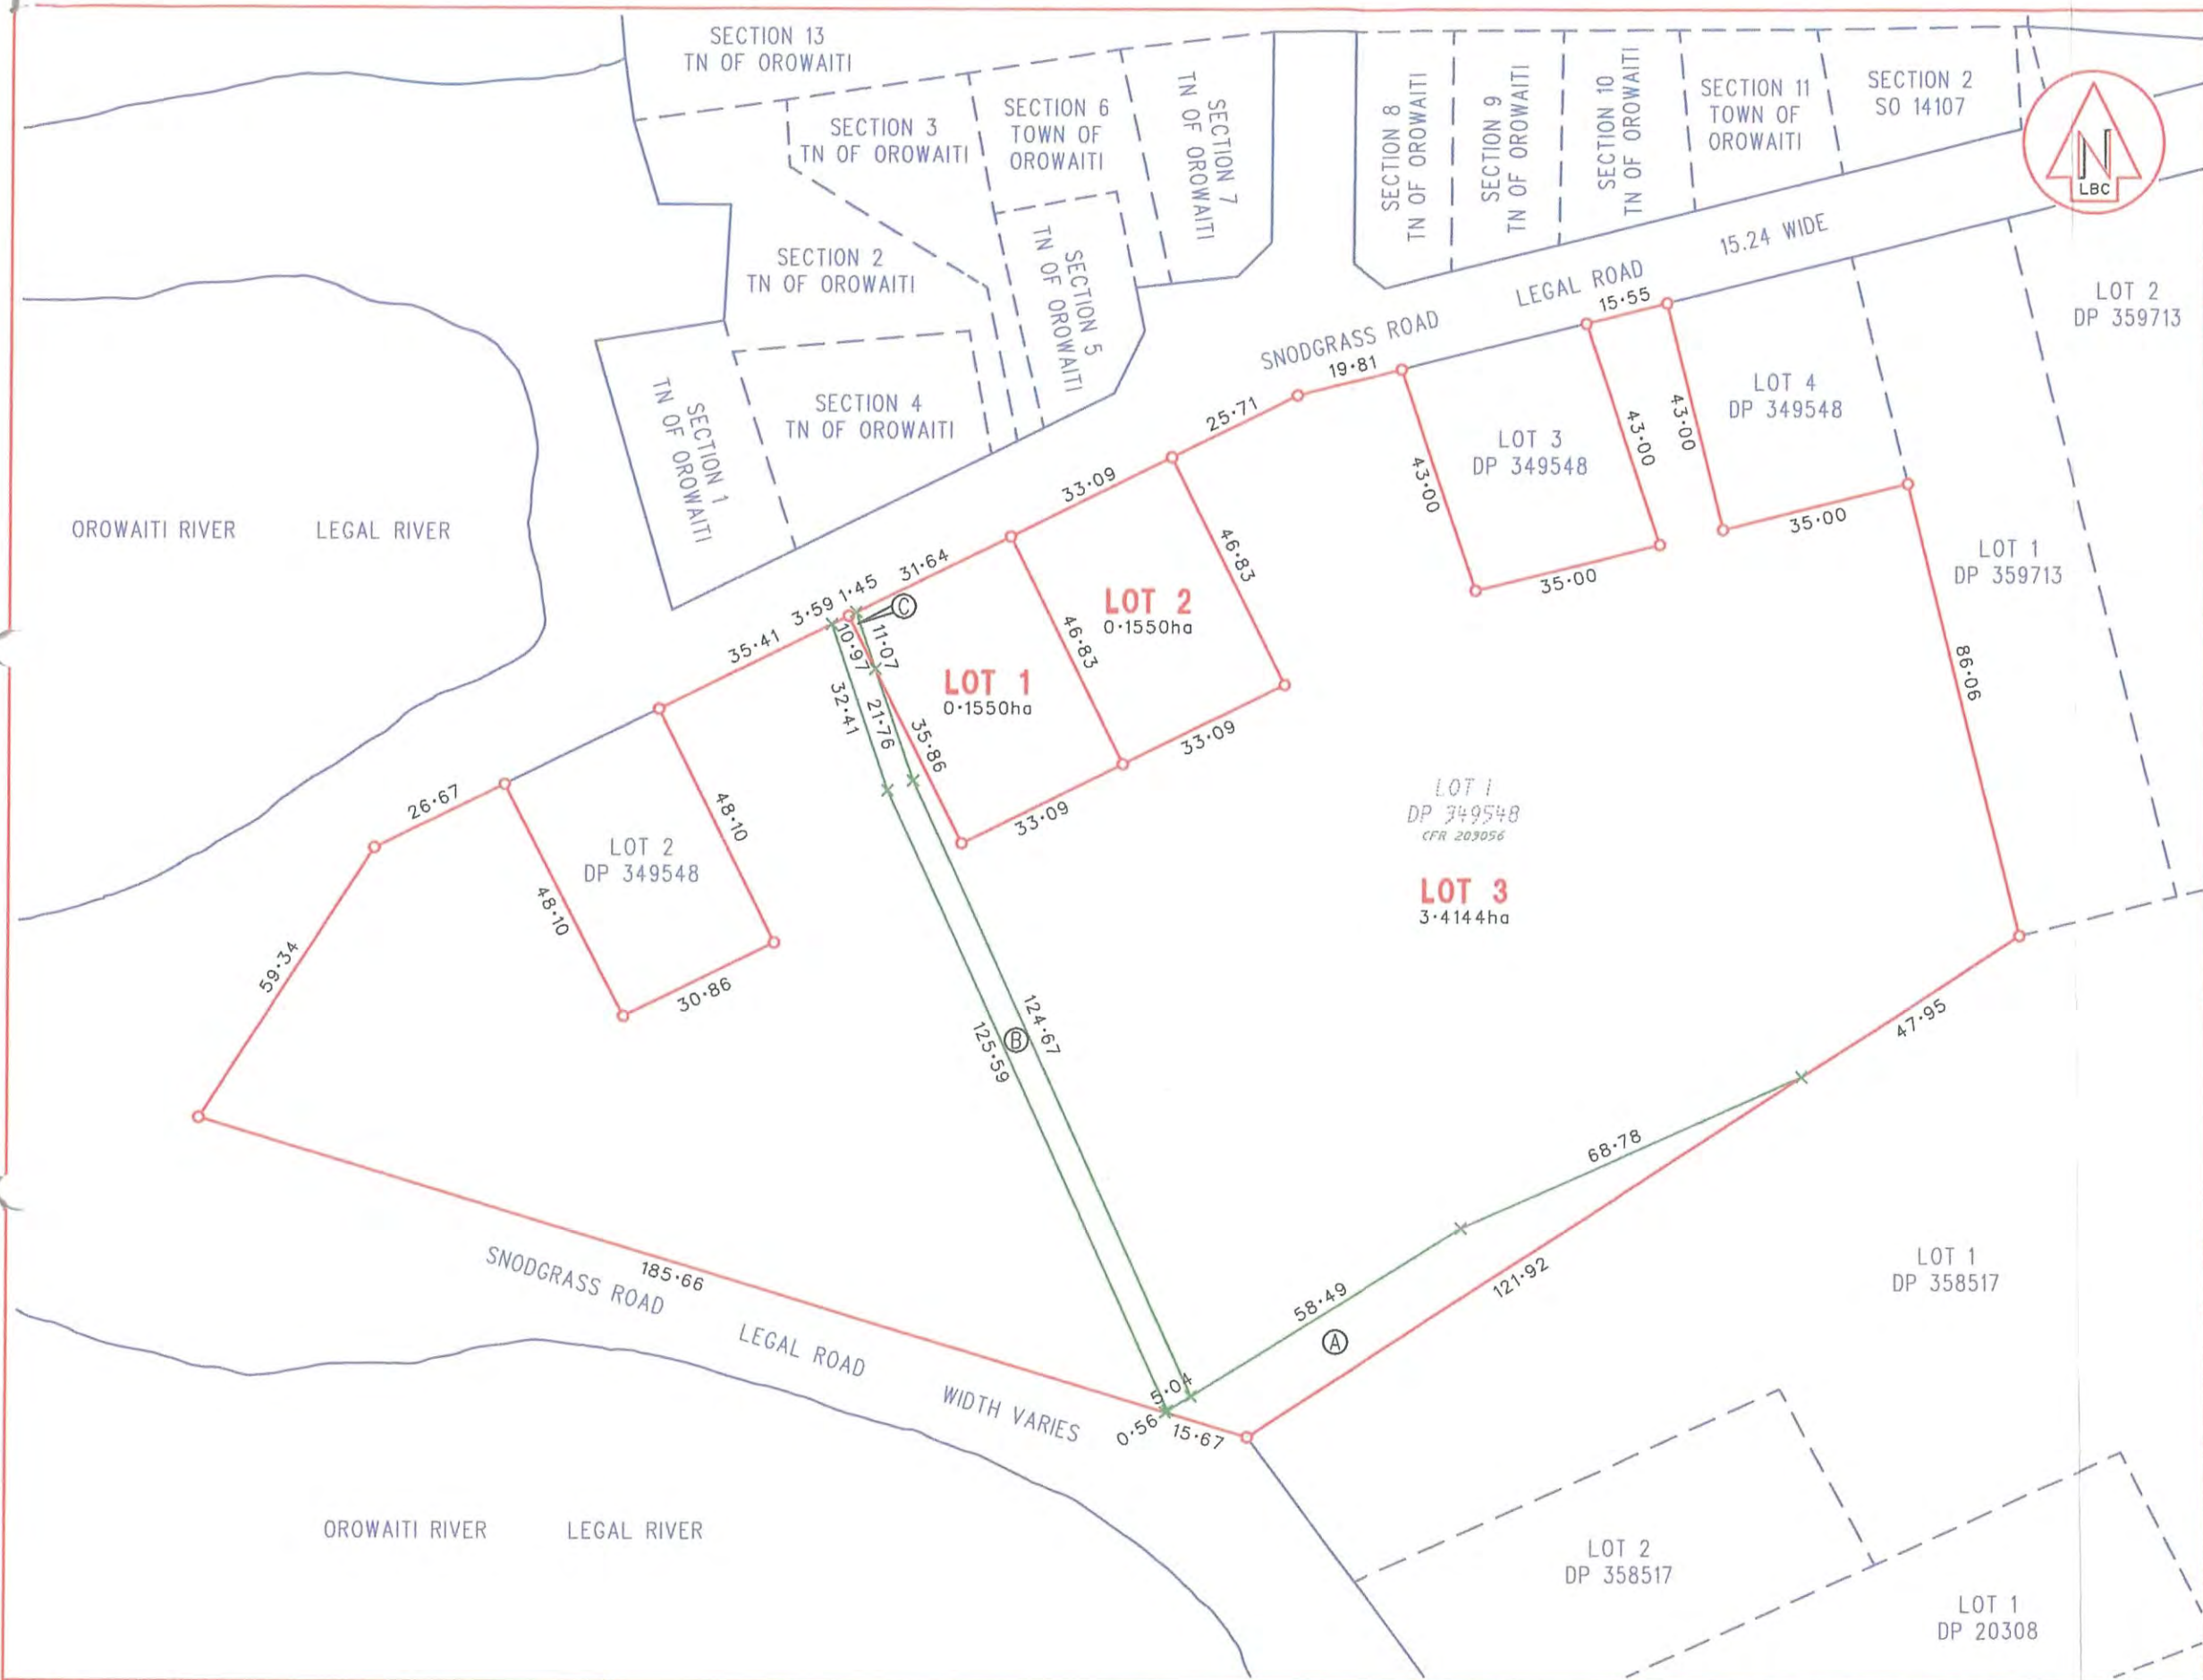 SECTION 13
TN OF OROWAITI
SECTION 3
TN OF OROWAITI
SECTION 6
TOWN OF
OROWAITI
SECTION 7
TN OF OROWAITI
SECTION 8
TN OF OROWAITI
SECTION 9
TN OF OROWAITI
SECTION 10
TN OF OROWAITI
SECTION 11
TOWN OF
OROWAITI
SECTION 2
SO 14107
N
LBC
SECTION 2
TN OF OROWAITI
SECTION 5
TN OF OROWAITI
SECTION 4
TN OF OROWAITI
SECTION 1
TN OF OROWAITI
15.24 WIDE
LEGAL ROAD
SNODGRASS ROAD
LOT 2
DP 359713
15·55
19·81
25·71
33·09
31·64
1·45
3·59
35·41
26·67
LOT 4
DP 349548
43·00
43·00
35·00
LOT 3
DP 349548
43·00
35·00
LOT 1
DP 359713
86·06
OROWAITI RIVER
LEGAL RIVER
C
11·07
10·97
32·41
21·76
35·86
LOT 1
0·1550ha
46·83
33·09
LOT 2
0·1550ha
46·83
33·09
LOT 2
DP 349548
48·10
48·10
30·86
59·34
LOT 1
DP 349548
CFR 203056
LOT 3
3·4144ha
124·67
B
125·59
47·95
68·78
121·92
58·49
A
5·04
0·56
15·67
185·66
SNODGRASS ROAD
LEGAL ROAD
WIDTH VARIES
LOT 1
DP 358517
OROWAITI RIVER
LEGAL RIVER
LOT 2
DP 358517
LOT 1
DP 20308